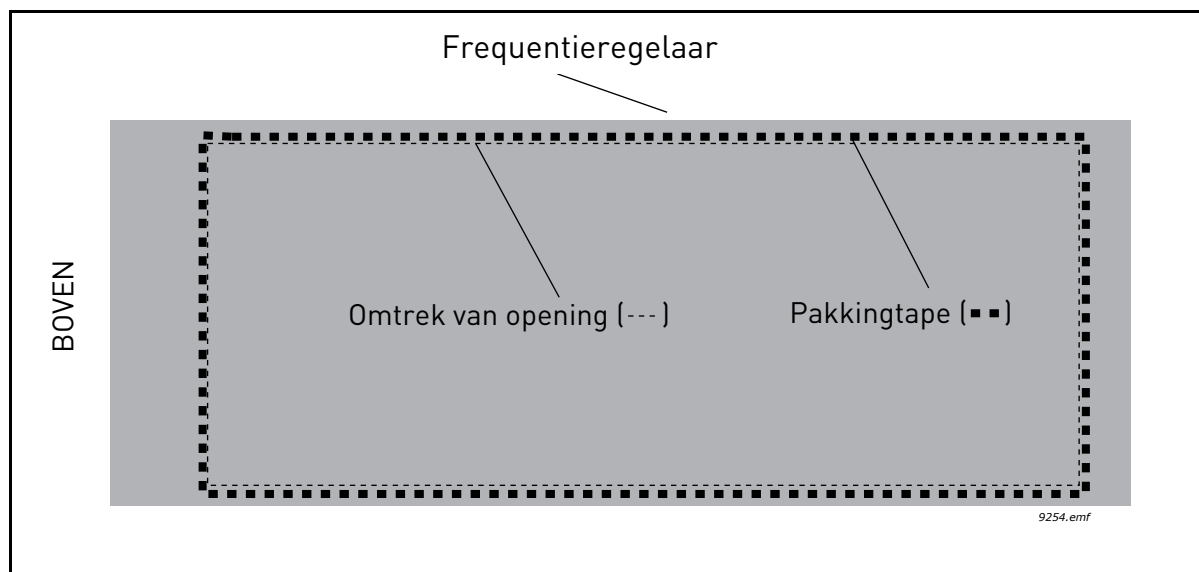 Frequentieregelaar
BOVEN
Omtrek van opening (---)
Pakkingtape (▪▪)
9254.emf